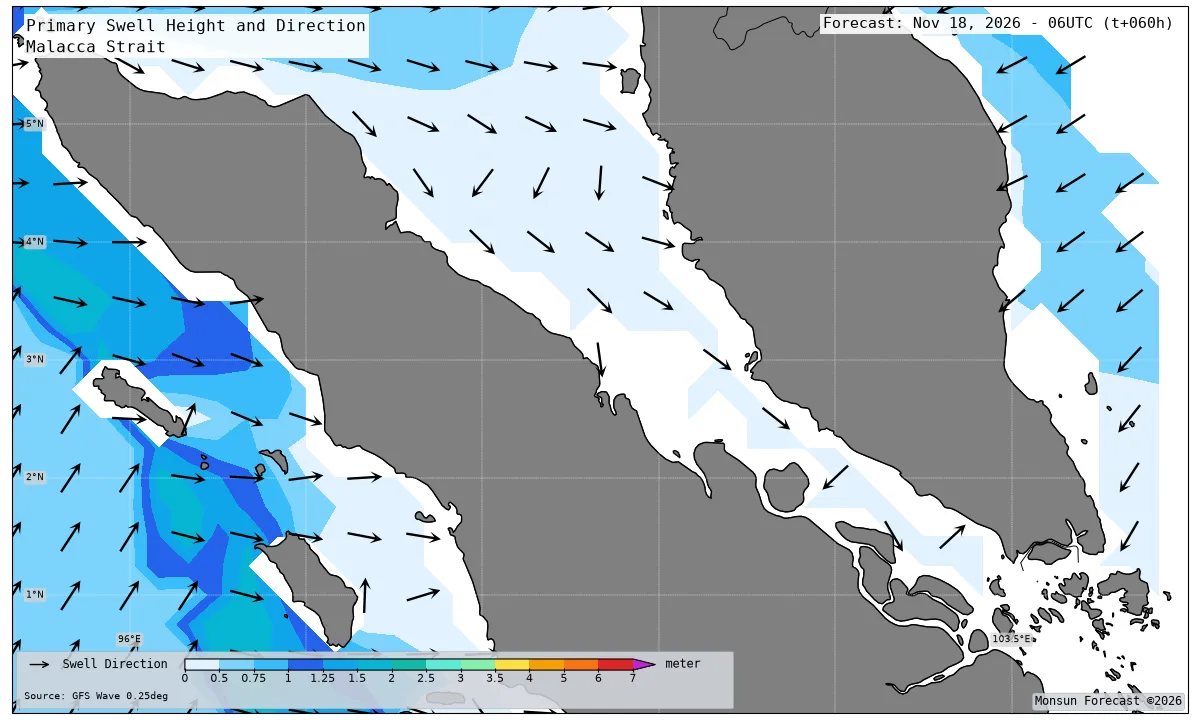 Primary Swell Height and Direction
Malacca Strait
Forecast: Nov 18, 2026 - 06UTC (t+060h)
5°N
4°N
3°N
2°N
1°N
96°E
103.5°E
Swell Direction
meter
0 0.5 0.75 1 1.25 1.5 2 2.5 3 3.5 4 5 6 7
Source: GFS Wave 0.25deg
Monsun Forecast ©2026